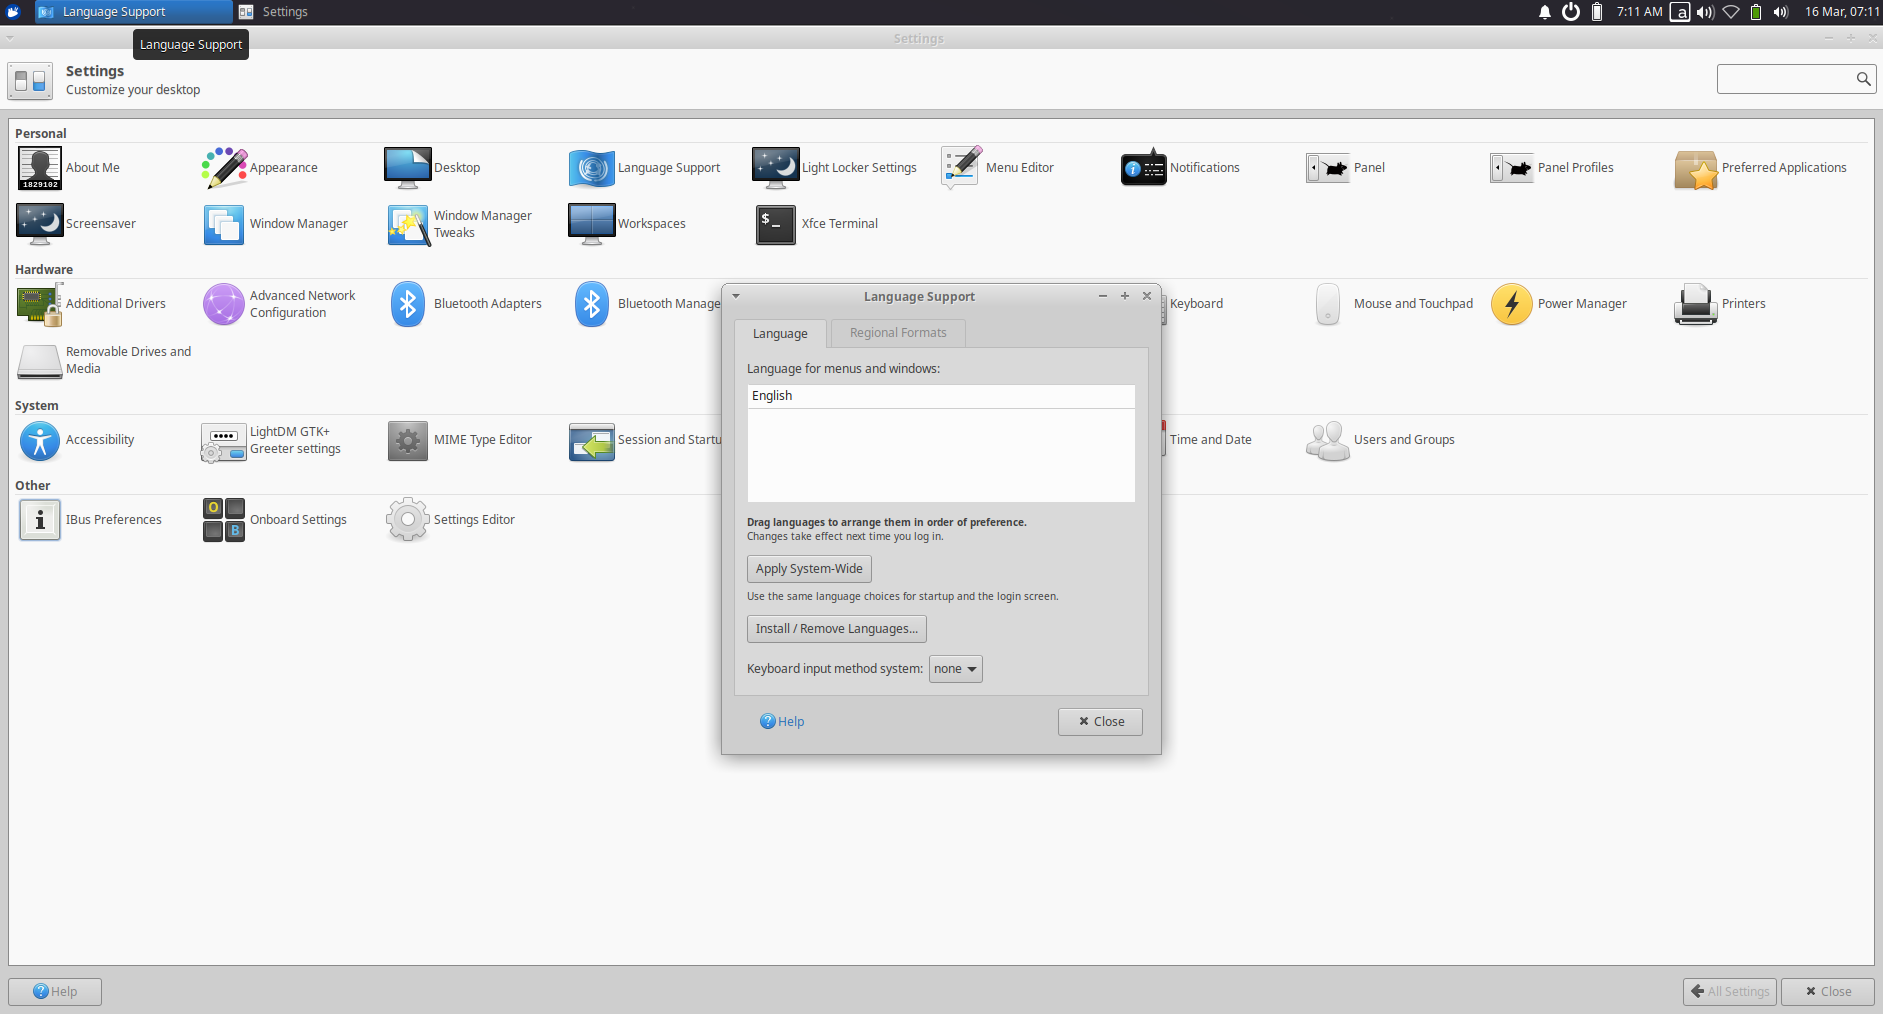 Language Support
Settings
7:11 AM
a
16 Mar, 07:11
Language Support
Settings
Settings
Customize your desktop
Personal
1829102
About Me
Appearance
Desktop
Language Support
Light Locker Settings
Menu Editor
Notifications
Panel
Panel Profiles
Preferred Applications
Screensaver
Window Manager
Window Manager
Tweaks
Workspaces
$_
Xfce Terminal
Hardware
Additional Drivers
Advanced Network
Configuration
Bluetooth Adapters
Bluetooth Manage
Keyboard
Mouse and Touchpad
Power Manager
Printers
Removable Drives and
Media
System
Accessibility
LightDM GTK+
Greeter settings
MIME Type Editor
Session and Startu
Time and Date
Users and Groups
Other
i
IBus Preferences
O
B
Onboard Settings
Settings Editor
Language Support
Language
Regional Formats
Language for menus and windows:
English
Drag languages to arrange them in order of preference.
Changes take effect next time you log in.
Apply System-Wide
Use the same language choices for startup and the login screen.
Install / Remove Languages...
Keyboard input method system: none
? Help
Close
? Help
All Settings
Close